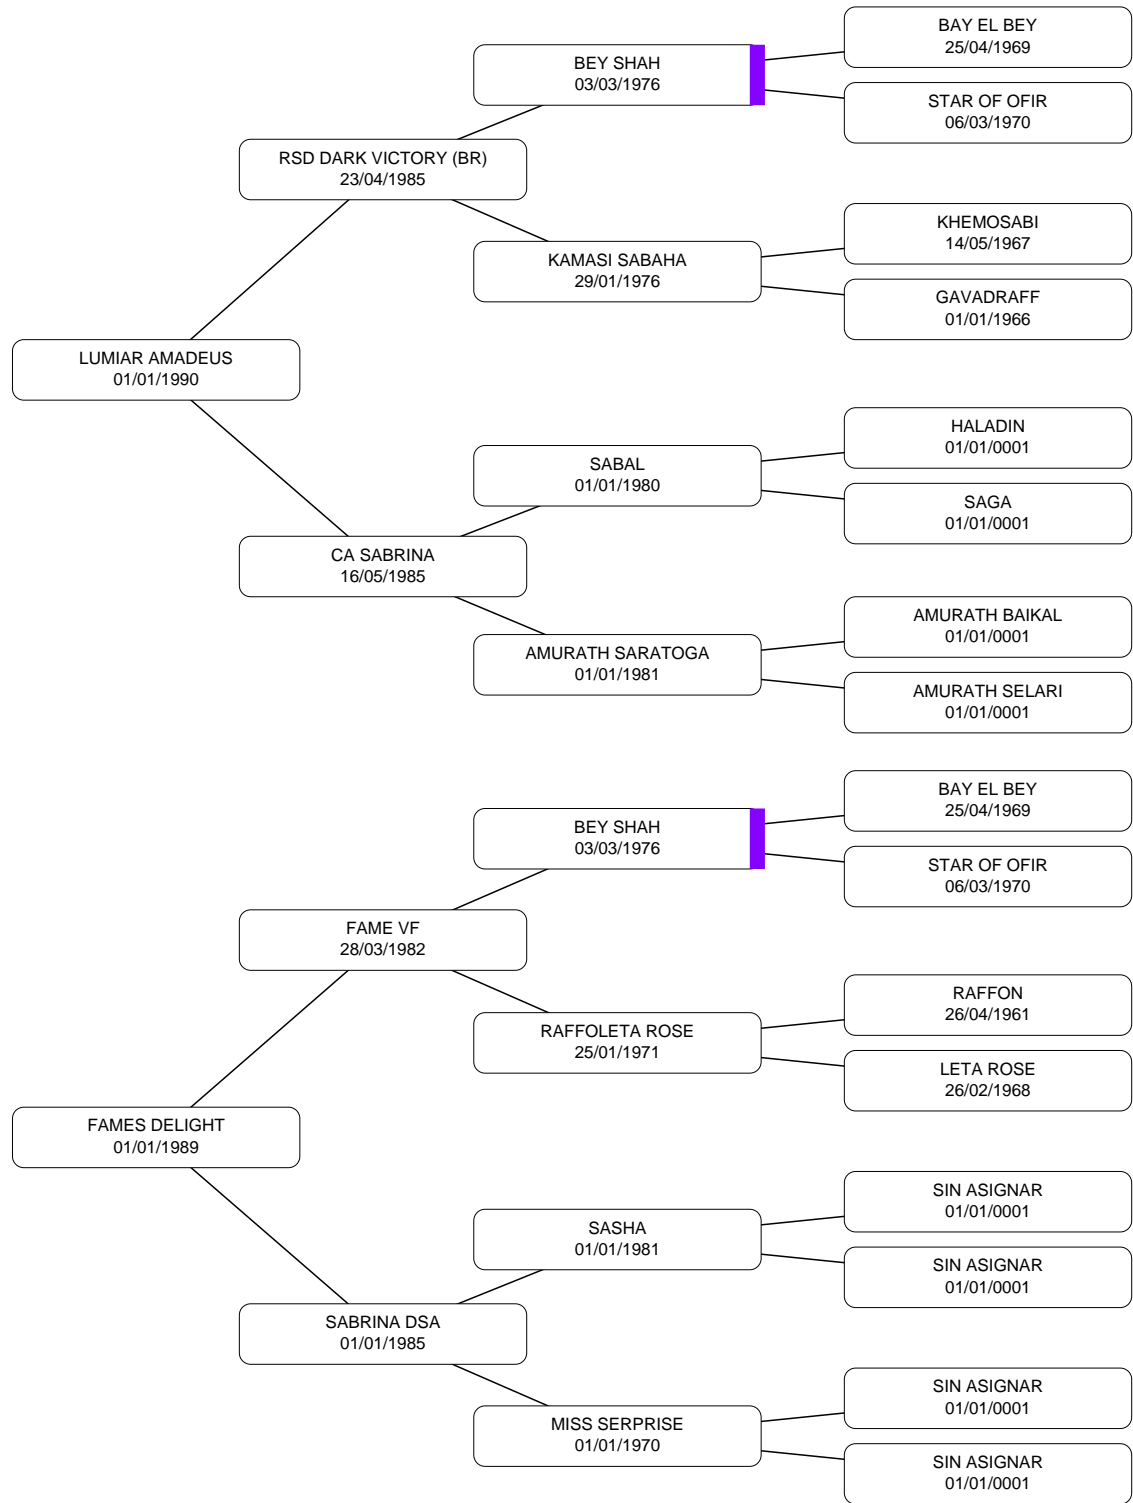 BAY EL BEY
25/04/1969
BEY SHAH
03/03/1976
STAR OF OFIR
06/03/1970
RSD DARK VICTORY (BR)
23/04/1985
KHEMOSABI
14/05/1967
KAMASI SABAHA
29/01/1976
GAVADRAFF
01/01/1966
LUMIAR AMADEUS
01/01/1990
HALADIN
01/01/0001
SABAL
01/01/1980
SAGA
01/01/0001
CA SABRINA
16/05/1985
AMURATH BAIKAL
01/01/0001
AMURATH SARATOGA
01/01/1981
AMURATH SELARI
01/01/0001
BAY EL BEY
25/04/1969
BEY SHAH
03/03/1976
STAR OF OFIR
06/03/1970
FAME VF
28/03/1982
RAFFON
26/04/1961
RAFFOLETA ROSE
25/01/1971
LETA ROSE
26/02/1968
FAMES DELIGHT
01/01/1989
SIN ASIGNAR
01/01/0001
SASHA
01/01/1981
SIN ASIGNAR
01/01/0001
SABRINA DSA
01/01/1985
SIN ASIGNAR
01/01/0001
MISS SERPRISE
01/01/1970
SIN ASIGNAR
01/01/0001